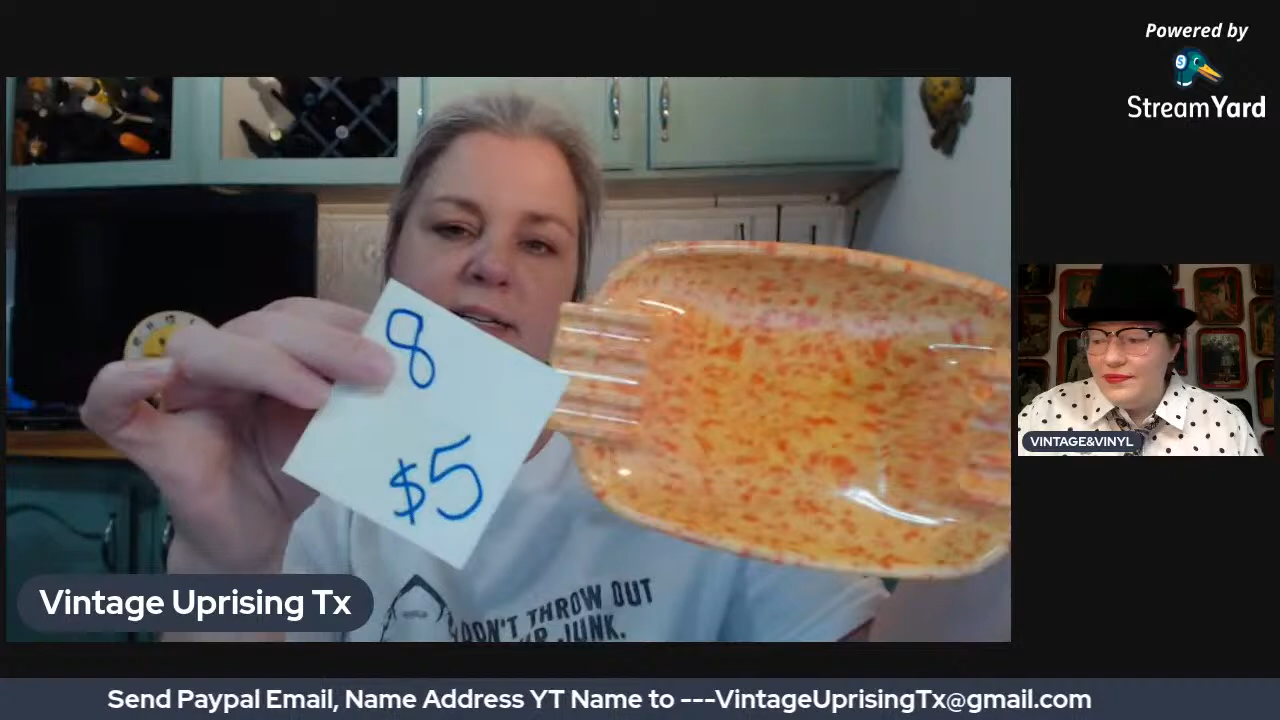 Powered by
StreamYard
8
$5
DON'T THROW OUT
JUNK.
Vintage Uprising Tx
VINTAGE&VINYL
Send Paypal Email, Name Address YT Name to ---VintageUprisingTx@gmail.com